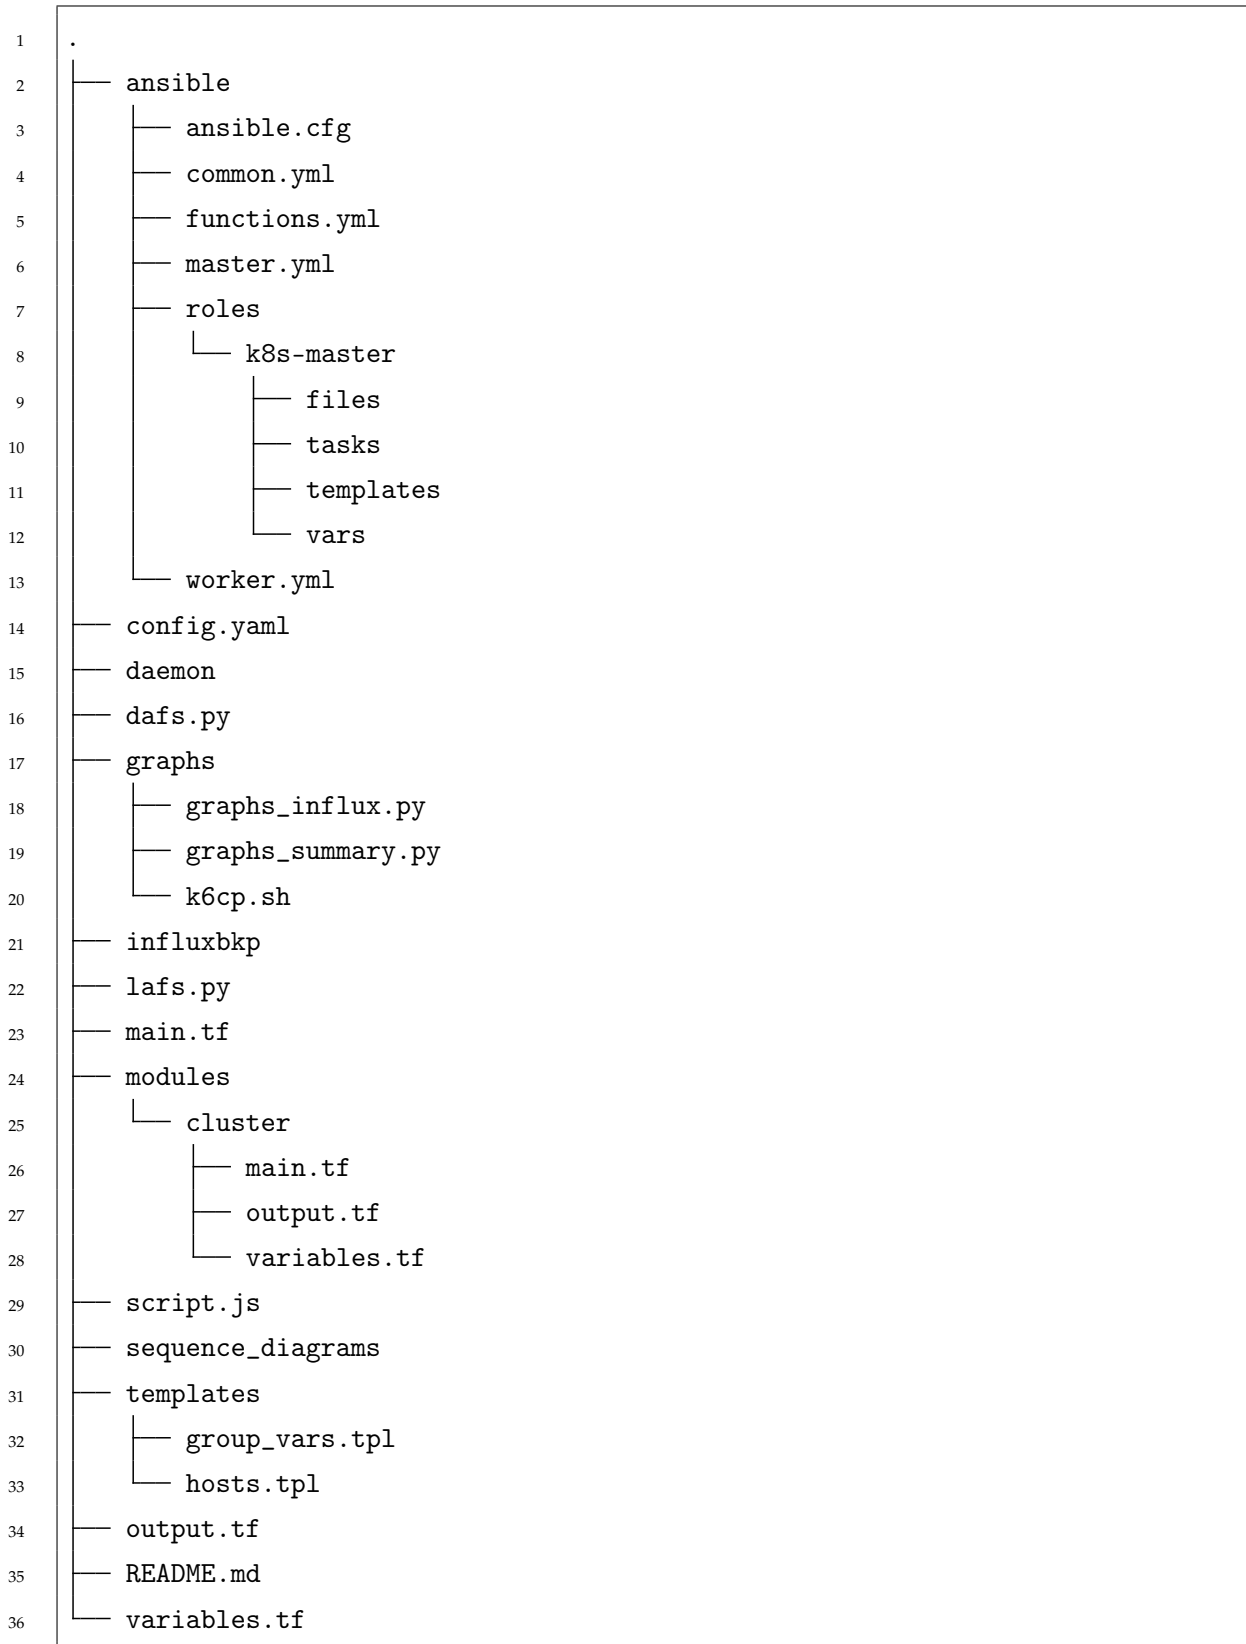 1 .
2 ├── ansible
3 │   ├── ansible.cfg
4 │   ├── common.yml
5 │   ├── functions.yml
6 │   ├── master.yml
7 │   ├── roles
8 │   │   └── k8s-master
9 │   │       ├── files
10 │   │       ├── tasks
11 │   │       ├── templates
12 │   │       └── vars
13 │   └── worker.yml
14 ├── config.yaml
15 ├── daemon
16 ├── dafs.py
17 ├── graphs
18 │   ├── graphs_influx.py
19 │   ├── graphs_summary.py
20 │   └── k6cp.sh
21 ├── influxbkp
22 ├── lafs.py
23 ├── main.tf
24 ├── modules
25 │   └── cluster
26 │       ├── main.tf
27 │       ├── output.tf
28 │       └── variables.tf
29 ├── script.js
30 ├── sequence_diagrams
31 ├── templates
32 │   ├── group_vars.tpl
33 │   └── hosts.tpl
34 ├── output.tf
35 ├── README.md
36 └── variables.tf